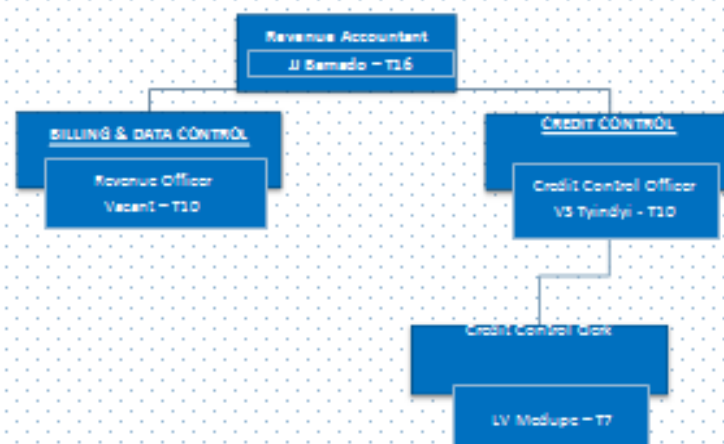 Revenue Accountant
JJ Barnado – T16
BILLING & DATA CONTROL
Revenue Officer
Vacant – T10
CREDIT CONTROL
Credit Control Officer
VS Tyindyi - T10
Credit Control Clerk
LV Modupe – T7